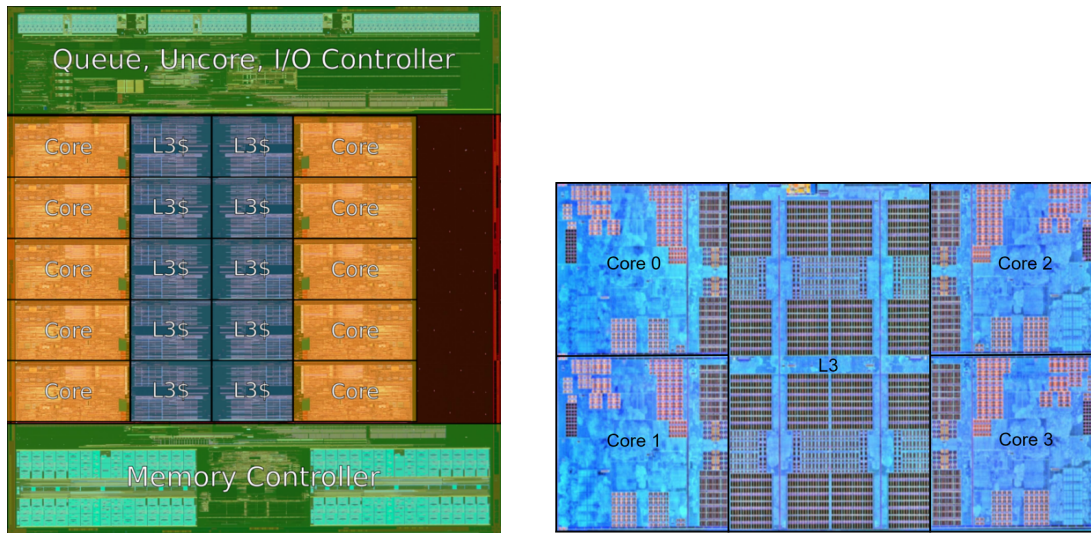 Queue, Uncore, I/O Controller
Core L3$ L3$ Core
Core L3$ L3$ Core
Core L3$ L3$ Core
Core L3$ L3$ Core
Core L3$ L3$ Core
Memory Controller
Core 0
Core 2
L3
Core 1
Core 3